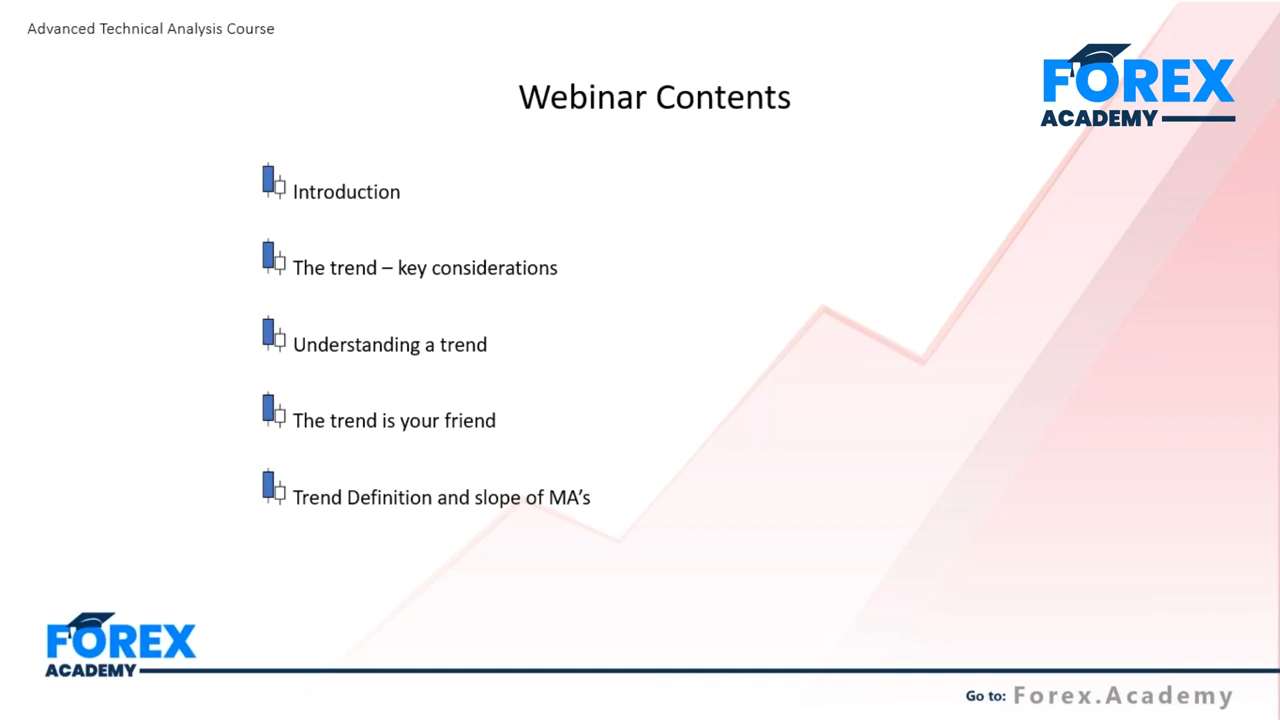 Advanced Technical Analysis Course
FOREX
ACADEMY
Webinar Contents
Introduction
The trend – key considerations
Understanding a trend
The trend is your friend
Trend Definition and slope of MA’s
FOREX
ACADEMY
Go to: Forex.Academy